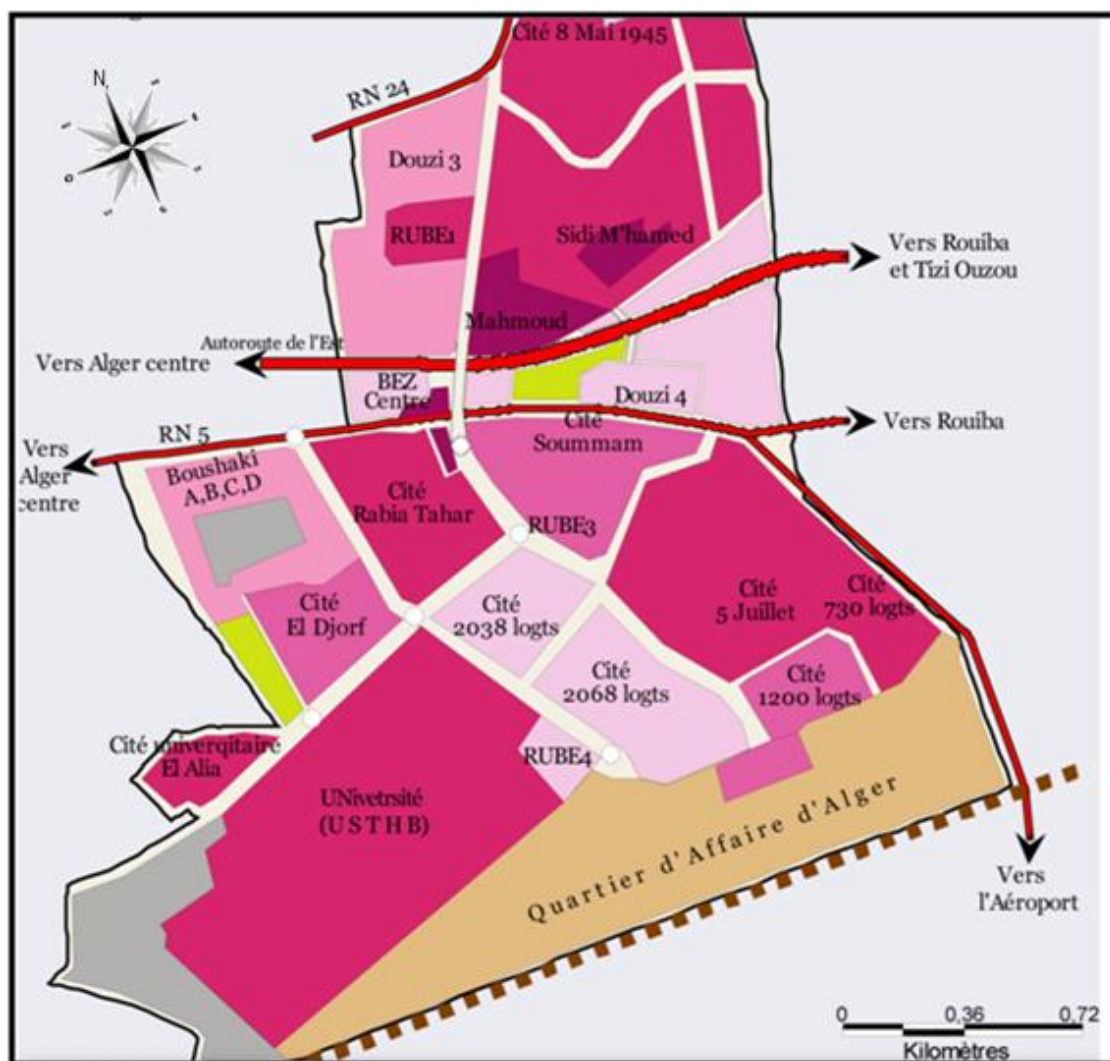 Cité 8 Mai 1945
N
RN 24
Douzi 3
RUBE1
Sidi M'hamed
Vers Rouiba
et Tizi Ouzou
Mahmoud
Autoroute de l'Est
Vers Alger centre
BEZ
Centre
Douzi 4
Cité
Soummam
Vers Rouiba
RN 5
Vers
Alger
centre
Boushaki
A,B,C,D
Cité
Rabia Tahar
RUBE3
Cité
El Djorf
Cité
2038 logts
Cité
5 Juillet
Cité
730 logts
Cité
2068 logts
Cité
1200 logts
Cité univerqitaire
El Alia
RUBE4
UNivetrsité
(U S T H B)
Quartier d'Affaire d'Alger
Vers
l'Aéroport
0 0,36 0,72
Kilomètres